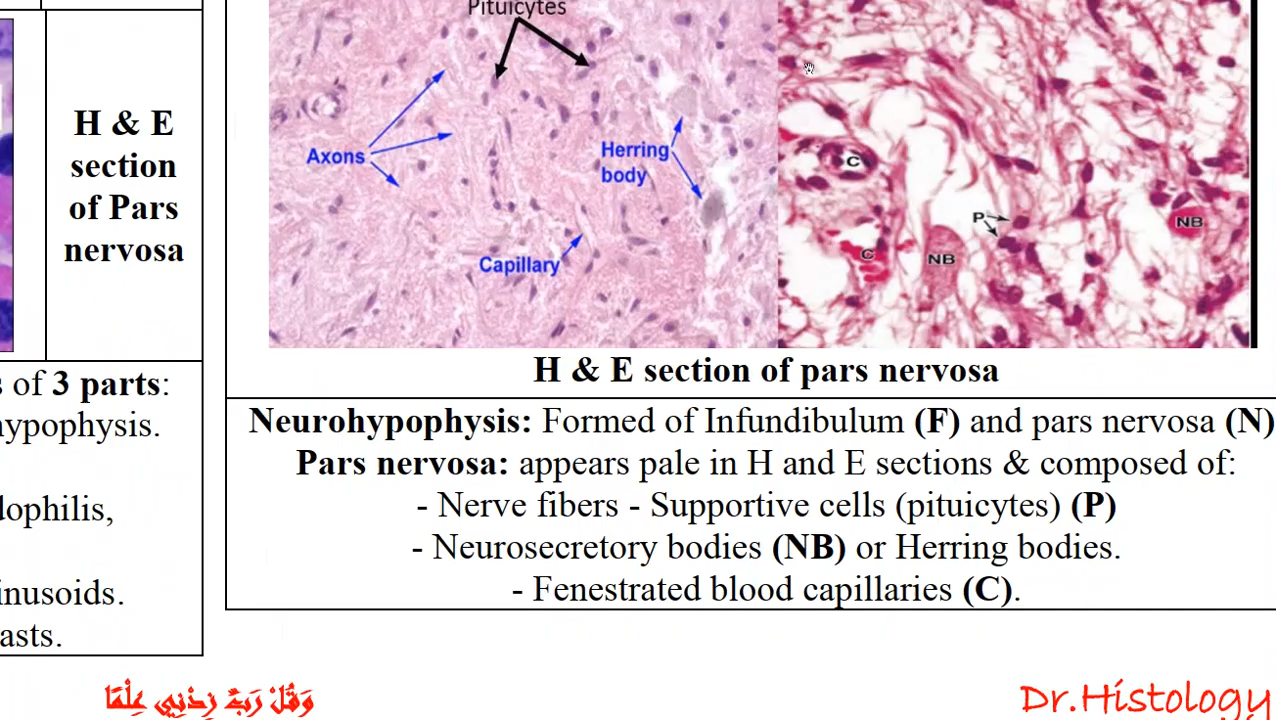 Pituicytes
Axons
Herring
body
Capillary
C
C
P
NB
NB
H & E section of pars nervosa
H & E
section
of Pars
nervosa
of 3 parts:
ypophysis.
ophilis,
inusoids.
asts.
Neurohypophysis: Formed of Infundibulum (F) and pars nervosa (N)
Pars nervosa: appears pale in H and E sections & composed of:
- Nerve fibers - Supportive cells (pituicytes) (P)
- Neurosecretory bodies (NB) or Herring bodies.
- Fenestrated blood capillaries (C).
وَقُلْ رَبِّ زِدْنِي عِلْمًا
Dr.Histology